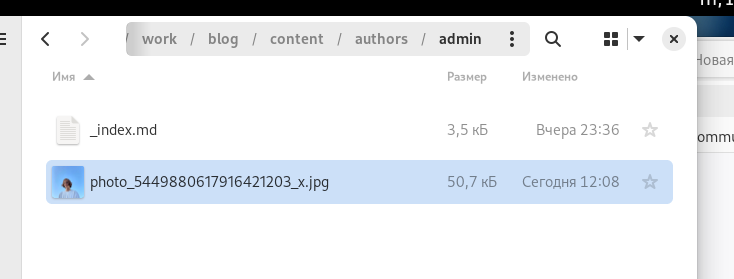 Пт, 1
/ work / blog / content / authors / admin
Новая
Имя Размер Изменено
_index.md 3,5 кБ Вчера 23:36
ommu
photo_5449880617916421203_x.jpg 50,7 кБ Сегодня 12:08